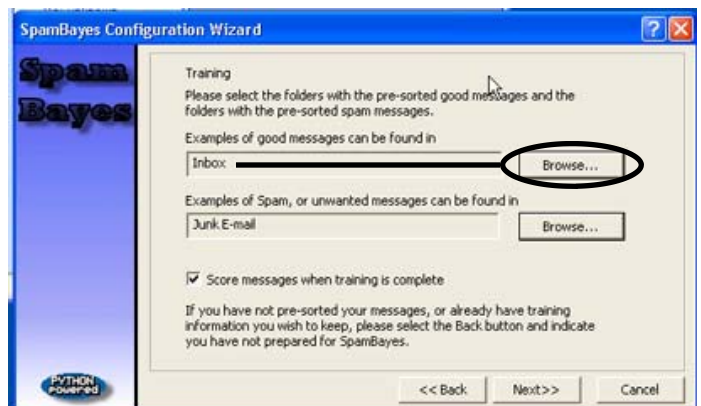 SpamBayes Configuration Wizard
Spam
Bayes
Training
Please select the folders with the pre-sorted good messages and the
folders with the pre-sorted spam messages.
Examples of good messages can be found in
Inbox
Browse...
Examples of Spam, or unwanted messages can be found in
Junk E-mail
Browse...
Score messages when training is complete
If you have not pre-sorted your messages, or already have training
information you wish to keep, please select the Back button and indicate
you have not prepared for SpamBayes.
PYTHON
Powered
<< Back
Next>>
Cancel